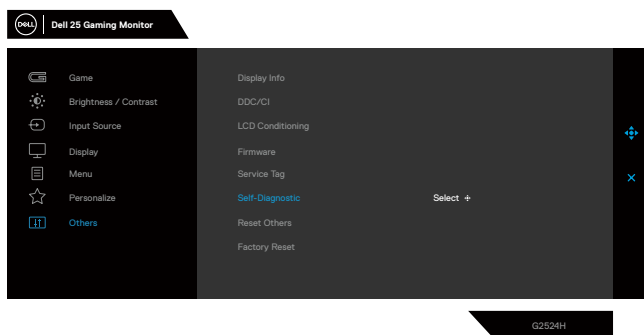 DELL
Dell 25 Gaming Monitor
Game
Brightness / Contrast
Input Source
Display
Menu
Personalize
Others
Display Info
DDC/CI
LCD Conditioning
Firmware
Service Tag
Self-Diagnostic Select
Reset Others
Factory Reset
G2524H